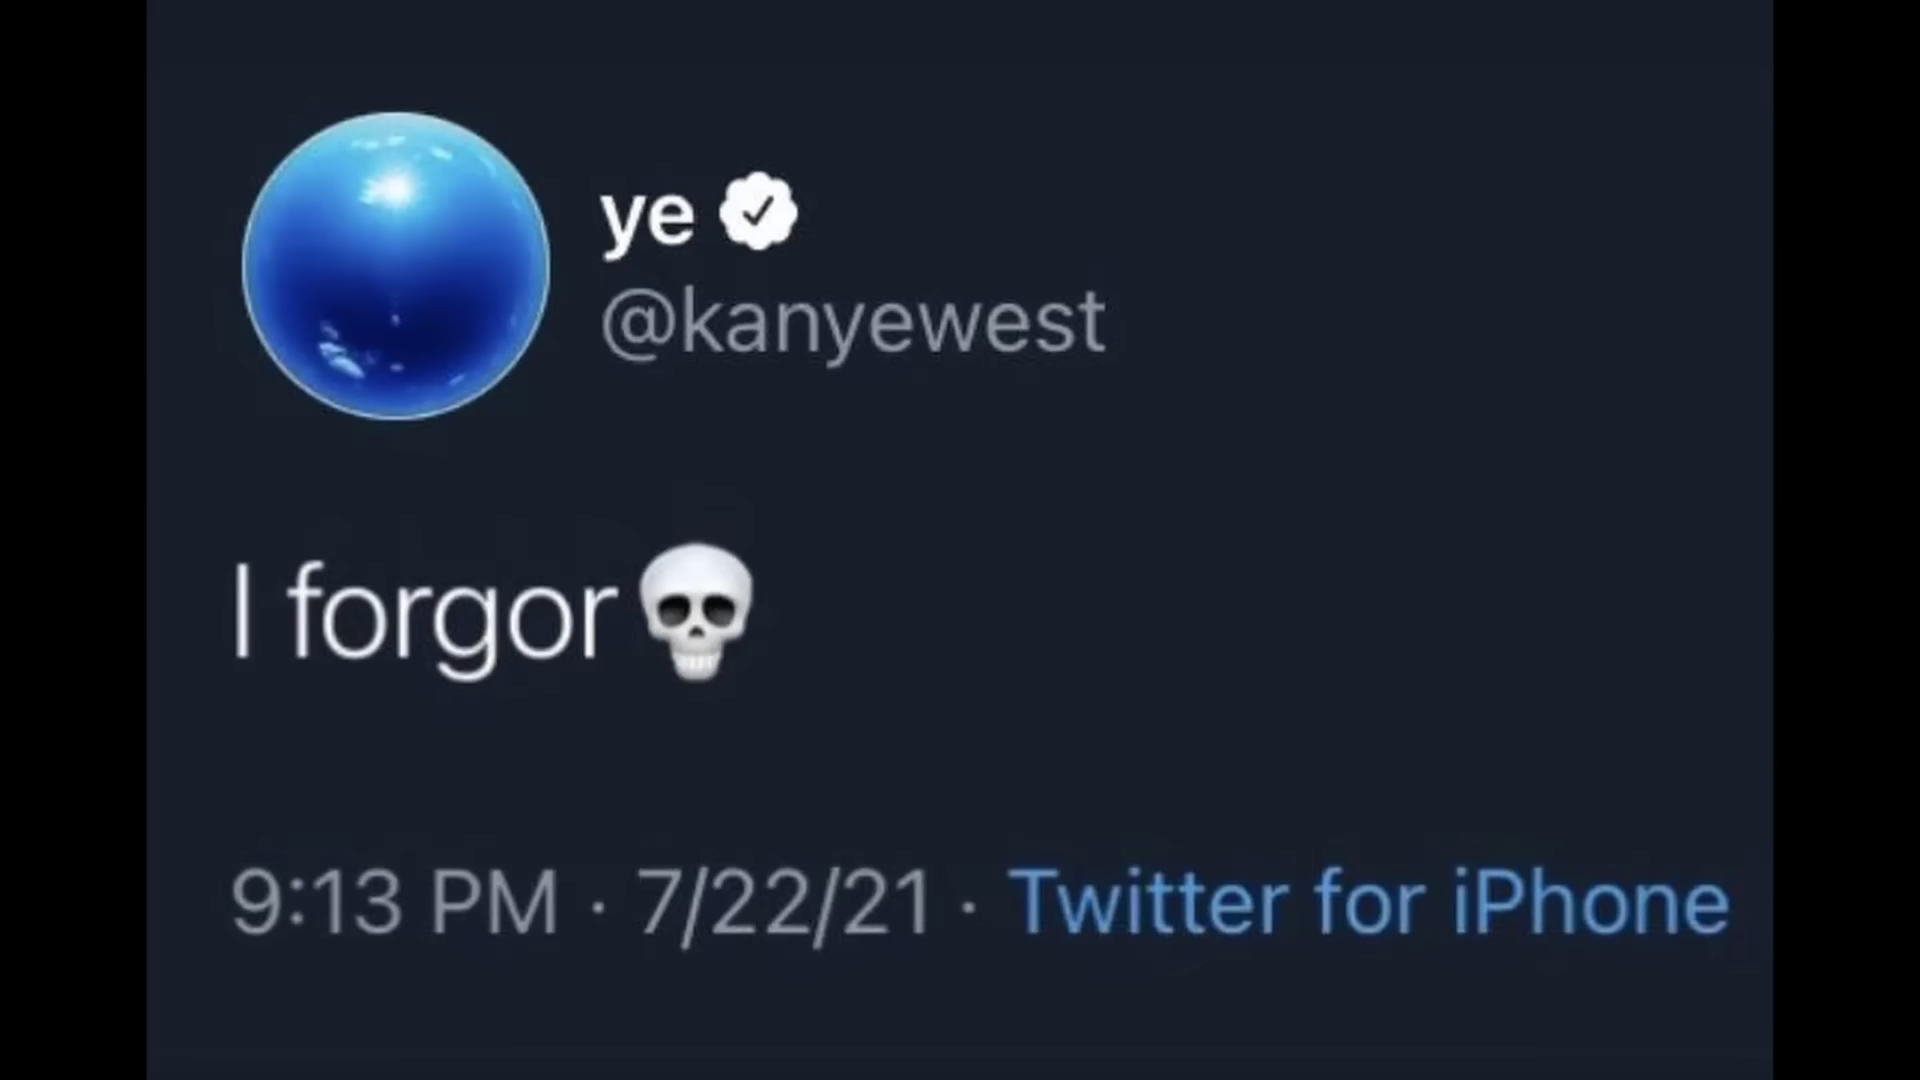 ye
@kanyewest
I forgor💀
9:13 PM · 7/22/21 · Twitter for iPhone